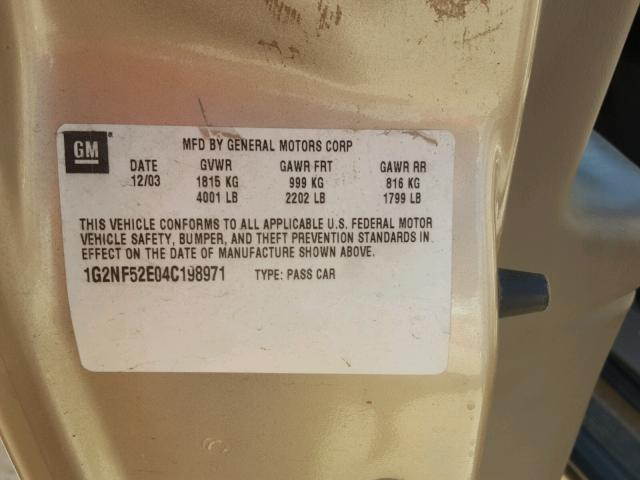 GM
MFD BY GENERAL MOTORS CORP
DATE GVWR GAWR FRT GAWR RR
12/03 1815 KG 999 KG 816 KG
4001 LB 2202 LB 1799 LB
THIS VEHICLE CONFORMS TO ALL APPLICABLE U.S. FEDERAL MOTOR
VEHICLE SAFETY, BUMPER, AND THEFT PREVENTION STANDARDS IN
EFFECT ON THE DATE OF MANUFACTURE SHOWN ABOVE.
1G2NF52E04C198971 TYPE: PASS CAR